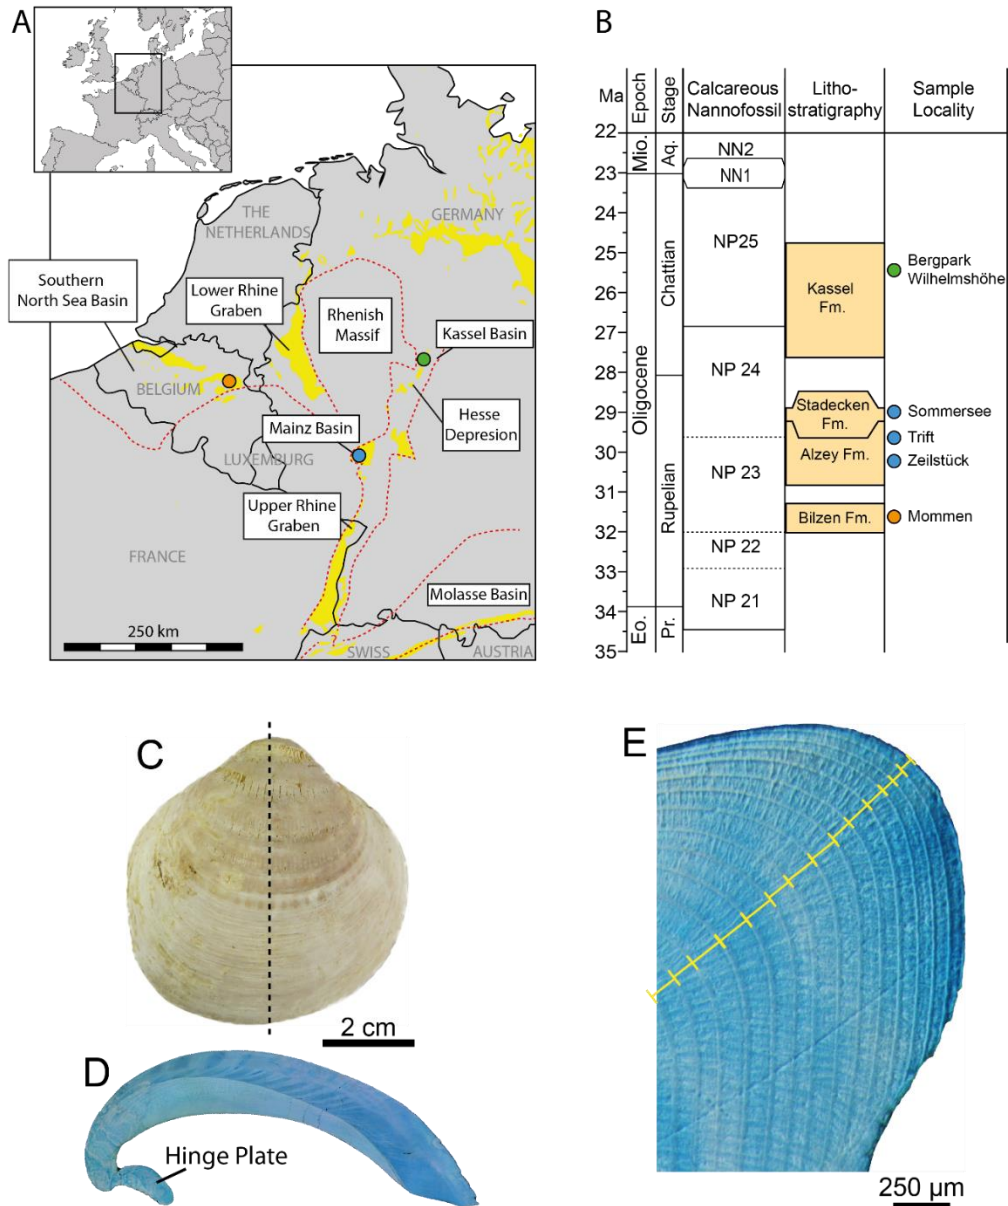 A
THE
NETHERLANDS
GERMANY
Southern
North Sea Basin
Lower Rhine
Graben
Rhenish
Massif
Kassel Basin
BELGIUM
Hesse
Depresion
Mainz Basin
LUXEMBURG
Upper Rhine
Graben
FRANCE
Molasse Basin
250 km
SWISS
AUSTRIA
B
Ma
Epoch
Stage
Calcareous
Nannofossil
Litho-
stratigraphy
Sample
Locality
22
23
24
25
26
27
28
29
30
31
32
33
34
35
Mio.
Oligocene
Eo.
Aq.
Chattian
Rupelian
Pr.
NN2
NN1
NP25
NP 24
NP 23
NP 22
NP 21
Kassel
Fm.
Stadecken
Fm.
Alzey Fm.
Bilzen Fm.
Bergpark
Wilhelmshöhe
Sommersee
Trift
Zeilstück
Mommen
C
2 cm
D
Hinge Plate
E
250 µm